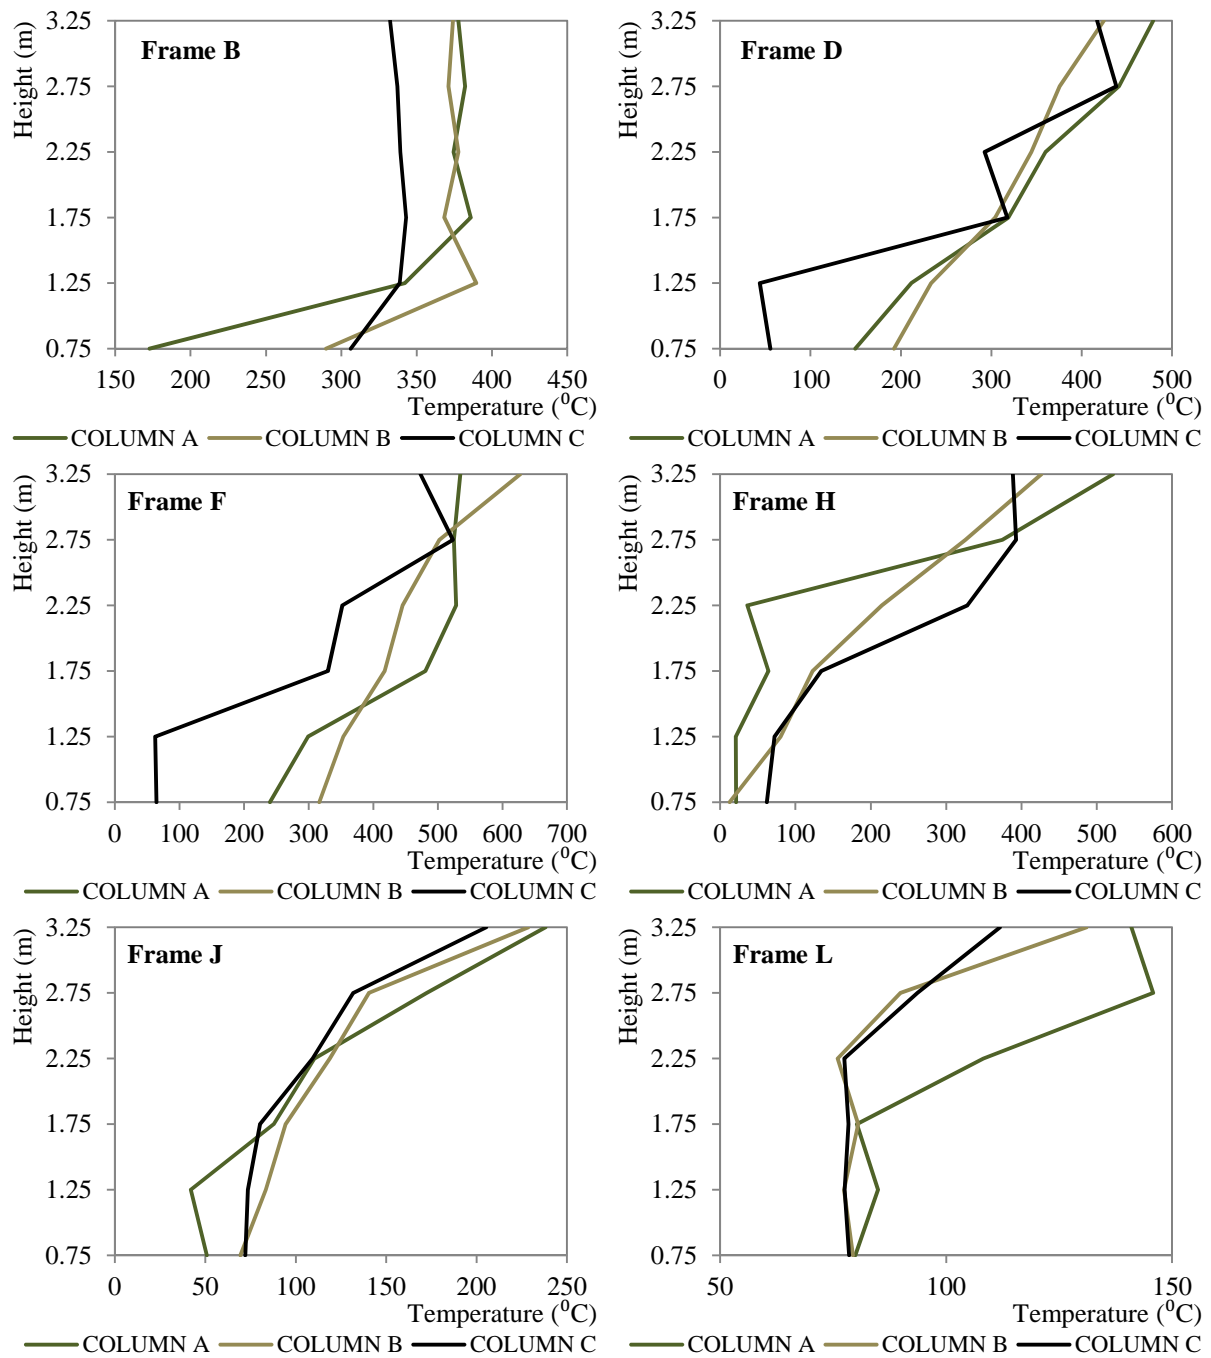 Frame B
Height (m)
3.25
2.75
2.25
1.75
1.25
0.75
150 200 250 300 350 400 450
Temperature (⁰C)
COLUMN A COLUMN B COLUMN C
Frame D
Height (m)
3.25
2.75
2.25
1.75
1.25
0.75
0 100 200 300 400 500
Temperature (⁰C)
COLUMN A COLUMN B COLUMN C
Frame F
Height (m)
3.25
2.75
2.25
1.75
1.25
0.75
0 100 200 300 400 500 600 700
Temperature (⁰C)
COLUMN A COLUMN B COLUMN C
Frame H
Height (m)
3.25
2.75
2.25
1.75
1.25
0.75
0 100 200 300 400 500 600
Temperature (⁰C)
COLUMN A COLUMN B COLUMN C
Frame J
Height (m)
3.25
2.75
2.25
1.75
1.25
0.75
0 50 100 150 200 250
Temperature (⁰C)
COLUMN A COLUMN B COLUMN C
Frame L
Height (m)
3.25
2.75
2.25
1.75
1.25
0.75
50 100 150
Temperature (⁰C)
COLUMN A COLUMN B COLUMN C